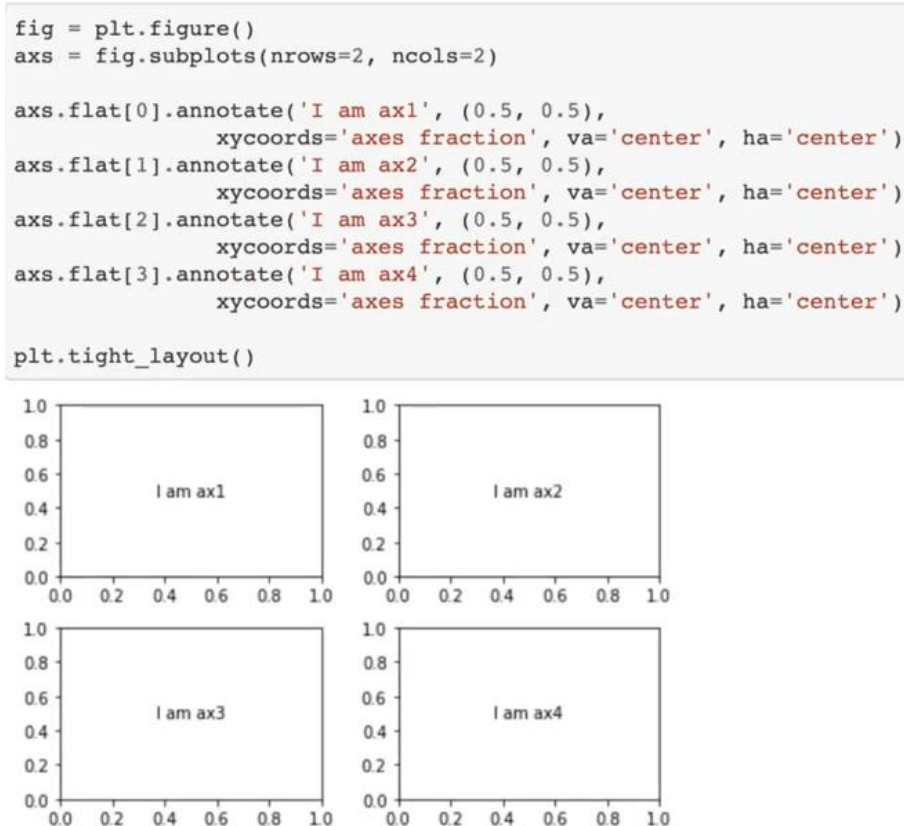 fig = plt.figure()
axs = fig.subplots(nrows=2, ncols=2)
axs.flat[0].annotate('I am ax1', (0.5, 0.5),
xycoords='axes fraction', va='center', ha='center')
axs.flat[1].annotate('I am ax2', (0.5, 0.5),
xycoords='axes fraction', va='center', ha='center')
axs.flat[2].annotate('I am ax3', (0.5, 0.5),
xycoords='axes fraction', va='center', ha='center')
axs.flat[3].annotate('I am ax4', (0.5, 0.5),
xycoords='axes fraction', va='center', ha='center')
plt.tight_layout()
1.0
0.8
0.6
0.4
0.2
0.0
I am ax1
0.0 0.2 0.4 0.6 0.8 1.0
1.0
0.8
0.6
0.4
0.2
0.0
I am ax2
0.0 0.2 0.4 0.6 0.8 1.0
1.0
0.8
0.6
0.4
0.2
0.0
I am ax3
0.0 0.2 0.4 0.6 0.8 1.0
1.0
0.8
0.6
0.4
0.2
0.0
I am ax4
0.0 0.2 0.4 0.6 0.8 1.0